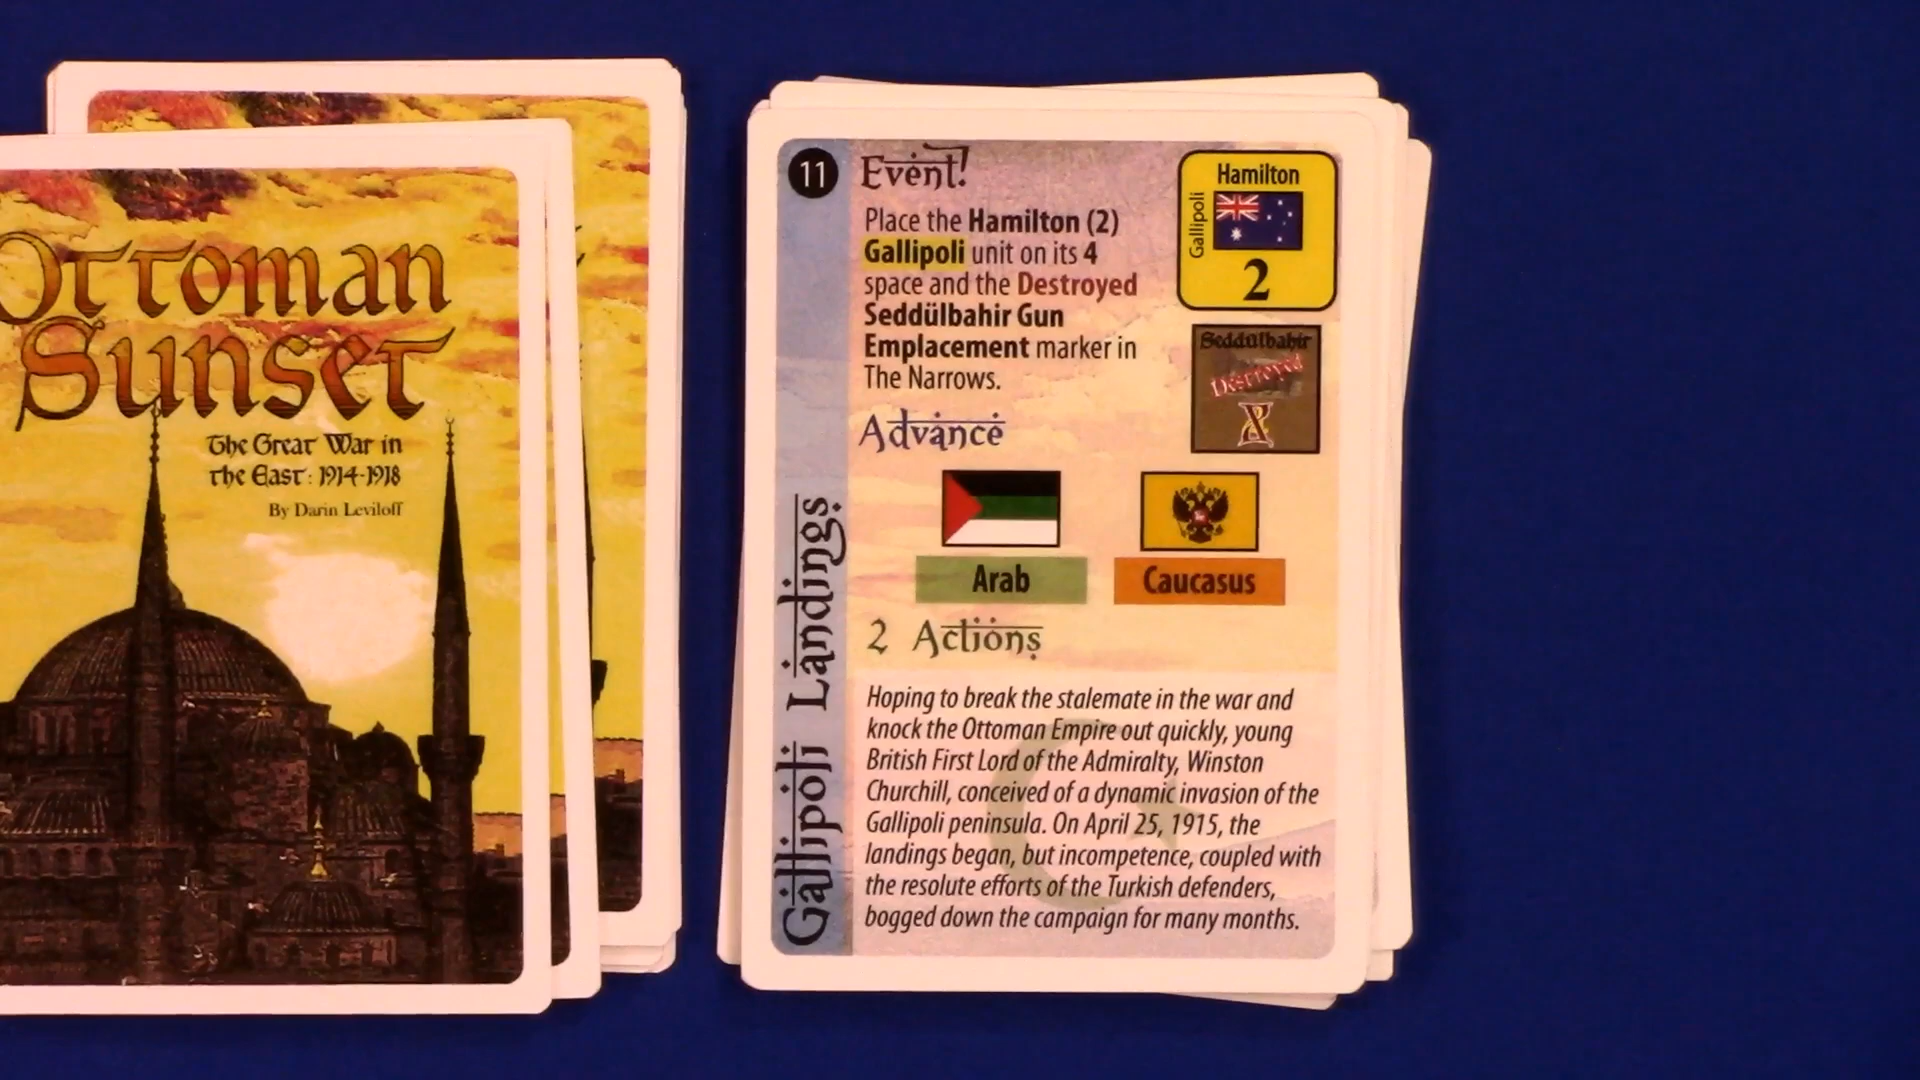 Ottoman
Sunset
The Great War in
the East: 1914-1918
By Darin Leviloff
11
Event!
Place the Hamilton (2)
Gallipoli unit on its 4
space and the Destroyed
Seddülbahir Gun
Emplacement marker in
The Narrows.
Hamilton
Gallipoli
2
Seddülbahir
Destroyed
Advance
Arab
Caucasus
2 Actions
Gallipoli Landings
Hoping to break the stalemate in the war and
knock the Ottoman Empire out quickly, young
British First Lord of the Admiralty, Winston
Churchill, conceived of a dynamic invasion of the
Gallipoli peninsula. On April 25, 1915, the
landings began, but incompetence, coupled with
the resolute efforts of the Turkish defenders,
bogged down the campaign for many months.